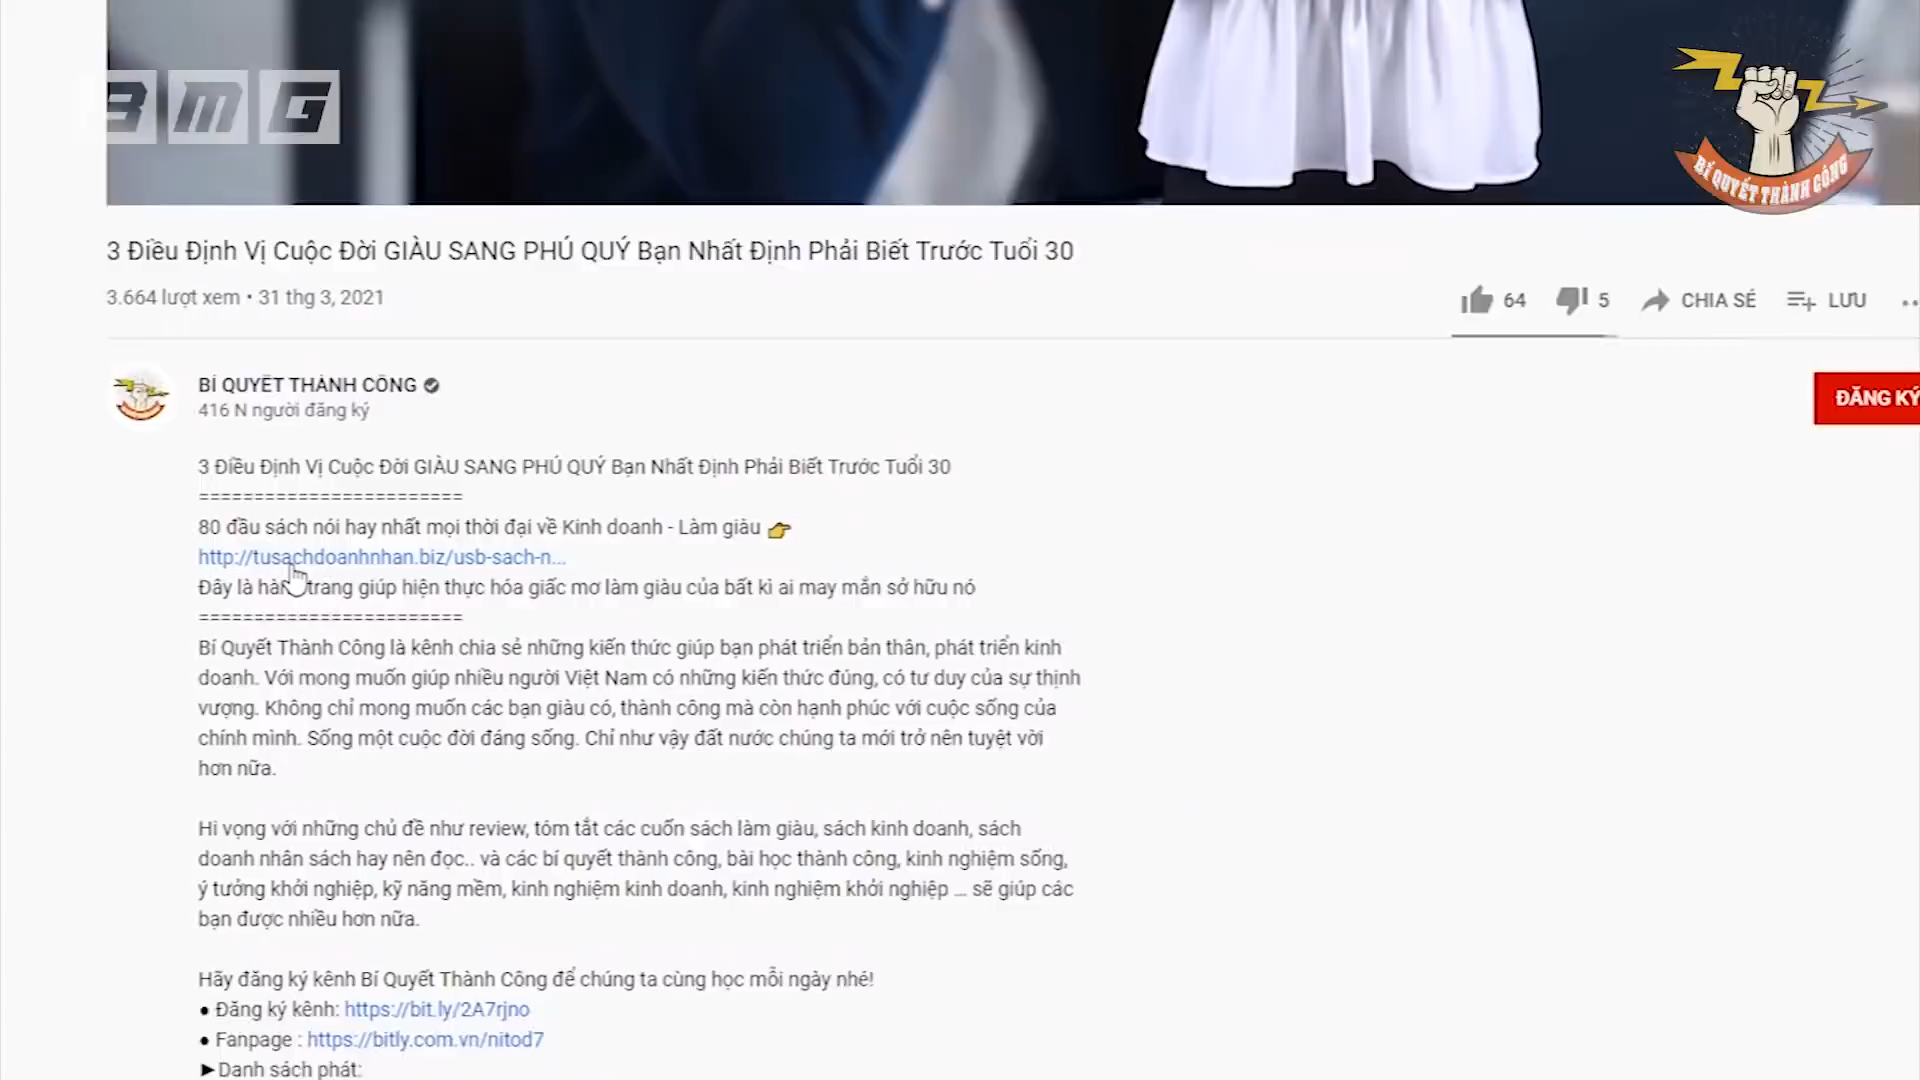 BMG
BÍ QUYẾT THÀNH CÔNG
3 Điều Định Vị Cuộc Đời GIÀU SANG PHÚ QUÝ Bạn Nhất Định Phải Biết Trước Tuổi 30
3.664 lượt xem • 31 thg 3, 2021
64 5 CHIA SẺ LƯU
BÍ QUYẾT THÀNH CÔNG
416 N người đăng ký
ĐĂNG KÝ
3 Điều Định Vị Cuộc Đời GIÀU SANG PHÚ QUÝ Bạn Nhất Định Phải Biết Trước Tuổi 30
========================
80 đầu sách nói hay nhất mọi thời đại về Kinh doanh - Làm giàu 👉
http://tusachdoanhnhan.biz/usb-sach-n...
Đây là hành trang giúp hiện thực hóa giấc mơ làm giàu của bất kì ai may mắn sở hữu nó
========================
Bí Quyết Thành Công là kênh chia sẻ những kiến thức giúp bạn phát triển bản thân, phát triển kinh
doanh. Với mong muốn giúp nhiều người Việt Nam có những kiến thức đúng, có tư duy của sự thịnh
vượng. Không chỉ mong muốn các bạn giàu có, thành công mà còn hạnh phúc với cuộc sống của
chính mình. Sống một cuộc đời đáng sống. Chỉ như vậy đất nước chúng ta mới trở nên tuyệt vời
hơn nữa.
Hi vọng với những chủ đề như review, tóm tắt các cuốn sách làm giàu, sách kinh doanh, sách
doanh nhân sách hay nên đọc.. và các bí quyết thành công, bài học thành công, kinh nghiệm sống,
ý tưởng khởi nghiệp, kỹ năng mềm, kinh nghiệm kinh doanh, kinh nghiệm khởi nghiệp ... sẽ giúp các
bạn được nhiều hơn nữa.
Hãy đăng ký kênh Bí Quyết Thành Công để chúng ta cùng học mỗi ngày nhé!
● Đăng ký kênh: https://bit.ly/2A7rjno
● Fanpage : https://bitly.com.vn/nitod7
►Danh sách phát: